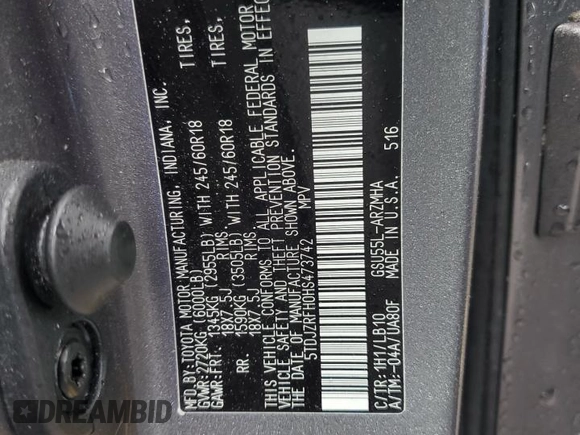 MFD.BY:TOYOTA MOTOR MANUFACTURING, INDIANA, INC.
GVWR:2720KG(6000LB)
GAWR:FRT. 1345KG (2955LB) WITH 245/60R18 TIRES,
18X7.5J RIMS
RR. 1590KG (3505LB) WITH 245/60R18 TIRES,
18X7.5J RIMS
THIS VEHICLE CONFORMS TO ALL APPLICABLE FEDERAL MOTOR
VEHICLE SAFETY AND THEFT PREVENTION STANDARDS IN EFFECT
ON THE DATE OF MANUFACTURE SHOWN ABOVE.
5TDJZRFH0HS473742 MPV
C/TR:1H1/LB10 GSU55L-ARZMHA 516
A/TM:-04A/UA80F MADE IN U.S.A.
DREAMBID